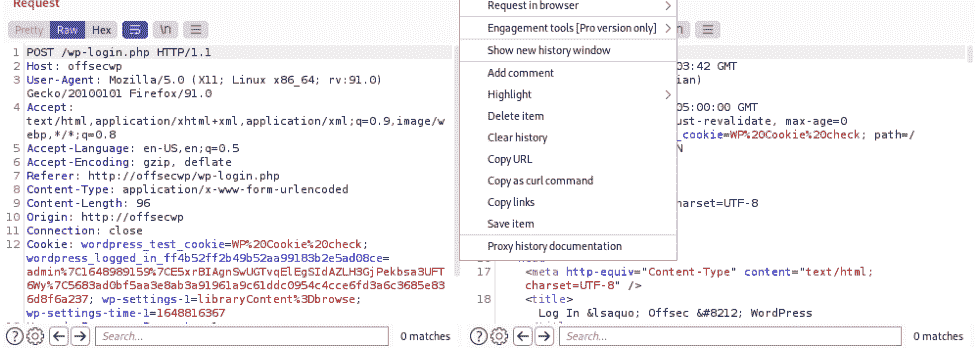 Request
Pretty Raw Hex \n
1 POST /wp-login.php HTTP/1.1
2 Host: offsecwp
3 User-Agent: Mozilla/5.0 (X11; Linux x86_64; rv:91.0)
Gecko/20100101 Firefox/91.0
4 Accept:
text/html,application/xhtml+xml,application/xml;q=0.9,image/w
ebp,*/*;q=0.8
5 Accept-Language: en-US,en;q=0.5
6 Accept-Encoding: gzip, deflate
7 Referer: http://offsecwp/wp-login.php
8 Content-Type: application/x-www-form-urlencoded
9 Content-Length: 96
10 Origin: http://offsecwp
11 Connection: close
12 Cookie: wordpress_test_cookie=WP%20Cookie%20check;
wordpress_logged_in_ff4b52ff2b49b52aa99183b2e5ad08ce=
admin%7C1648989159%7CE5xrBIAgnSwUGTvqElEgSIdAZLH3GjPekbsa3UFT
6Wy%7C5683ad0bf5aa3e8ab3a91961a9c61ddc0954c4cce6fd3a6c3685e83
6d8f6a237; wp-settings-1=libraryContent%3Dbrowse;
wp-settings-time-1=1648816367
Search...
0 matches
Request in browser
Engagement tools [Pro version only]
Show new history window
Add comment
Highlight
Delete item
Clear history
Copy URL
Copy as curl command
Copy links
Save item
Proxy history documentation
\n
03:42 GMT
ian)
05:00:00 GMT
ust-revalidate, max-age=0
_cookie=WP%20Cookie%20check; path=/
N
charset=UTF-8
17 <meta http-equiv="Content-Type" content="text/html;
charset=UTF-8" />
18 <title>
Log In &lsaquo; Offsec &#8212; WordPress
Search...
0 matches